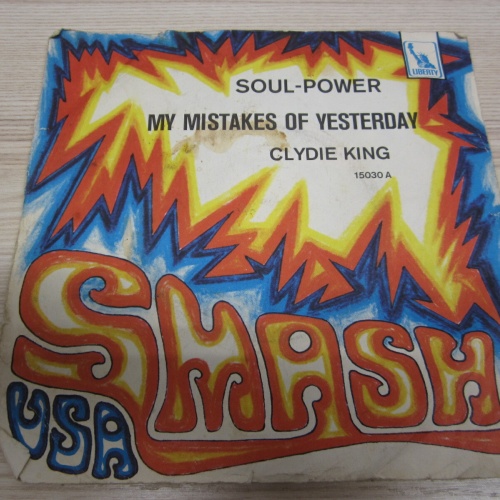 LIBERTY
SOUL-POWER
MY MISTAKES OF YESTERDAY
CLYDIE KING
15030 A
SMASH
USA